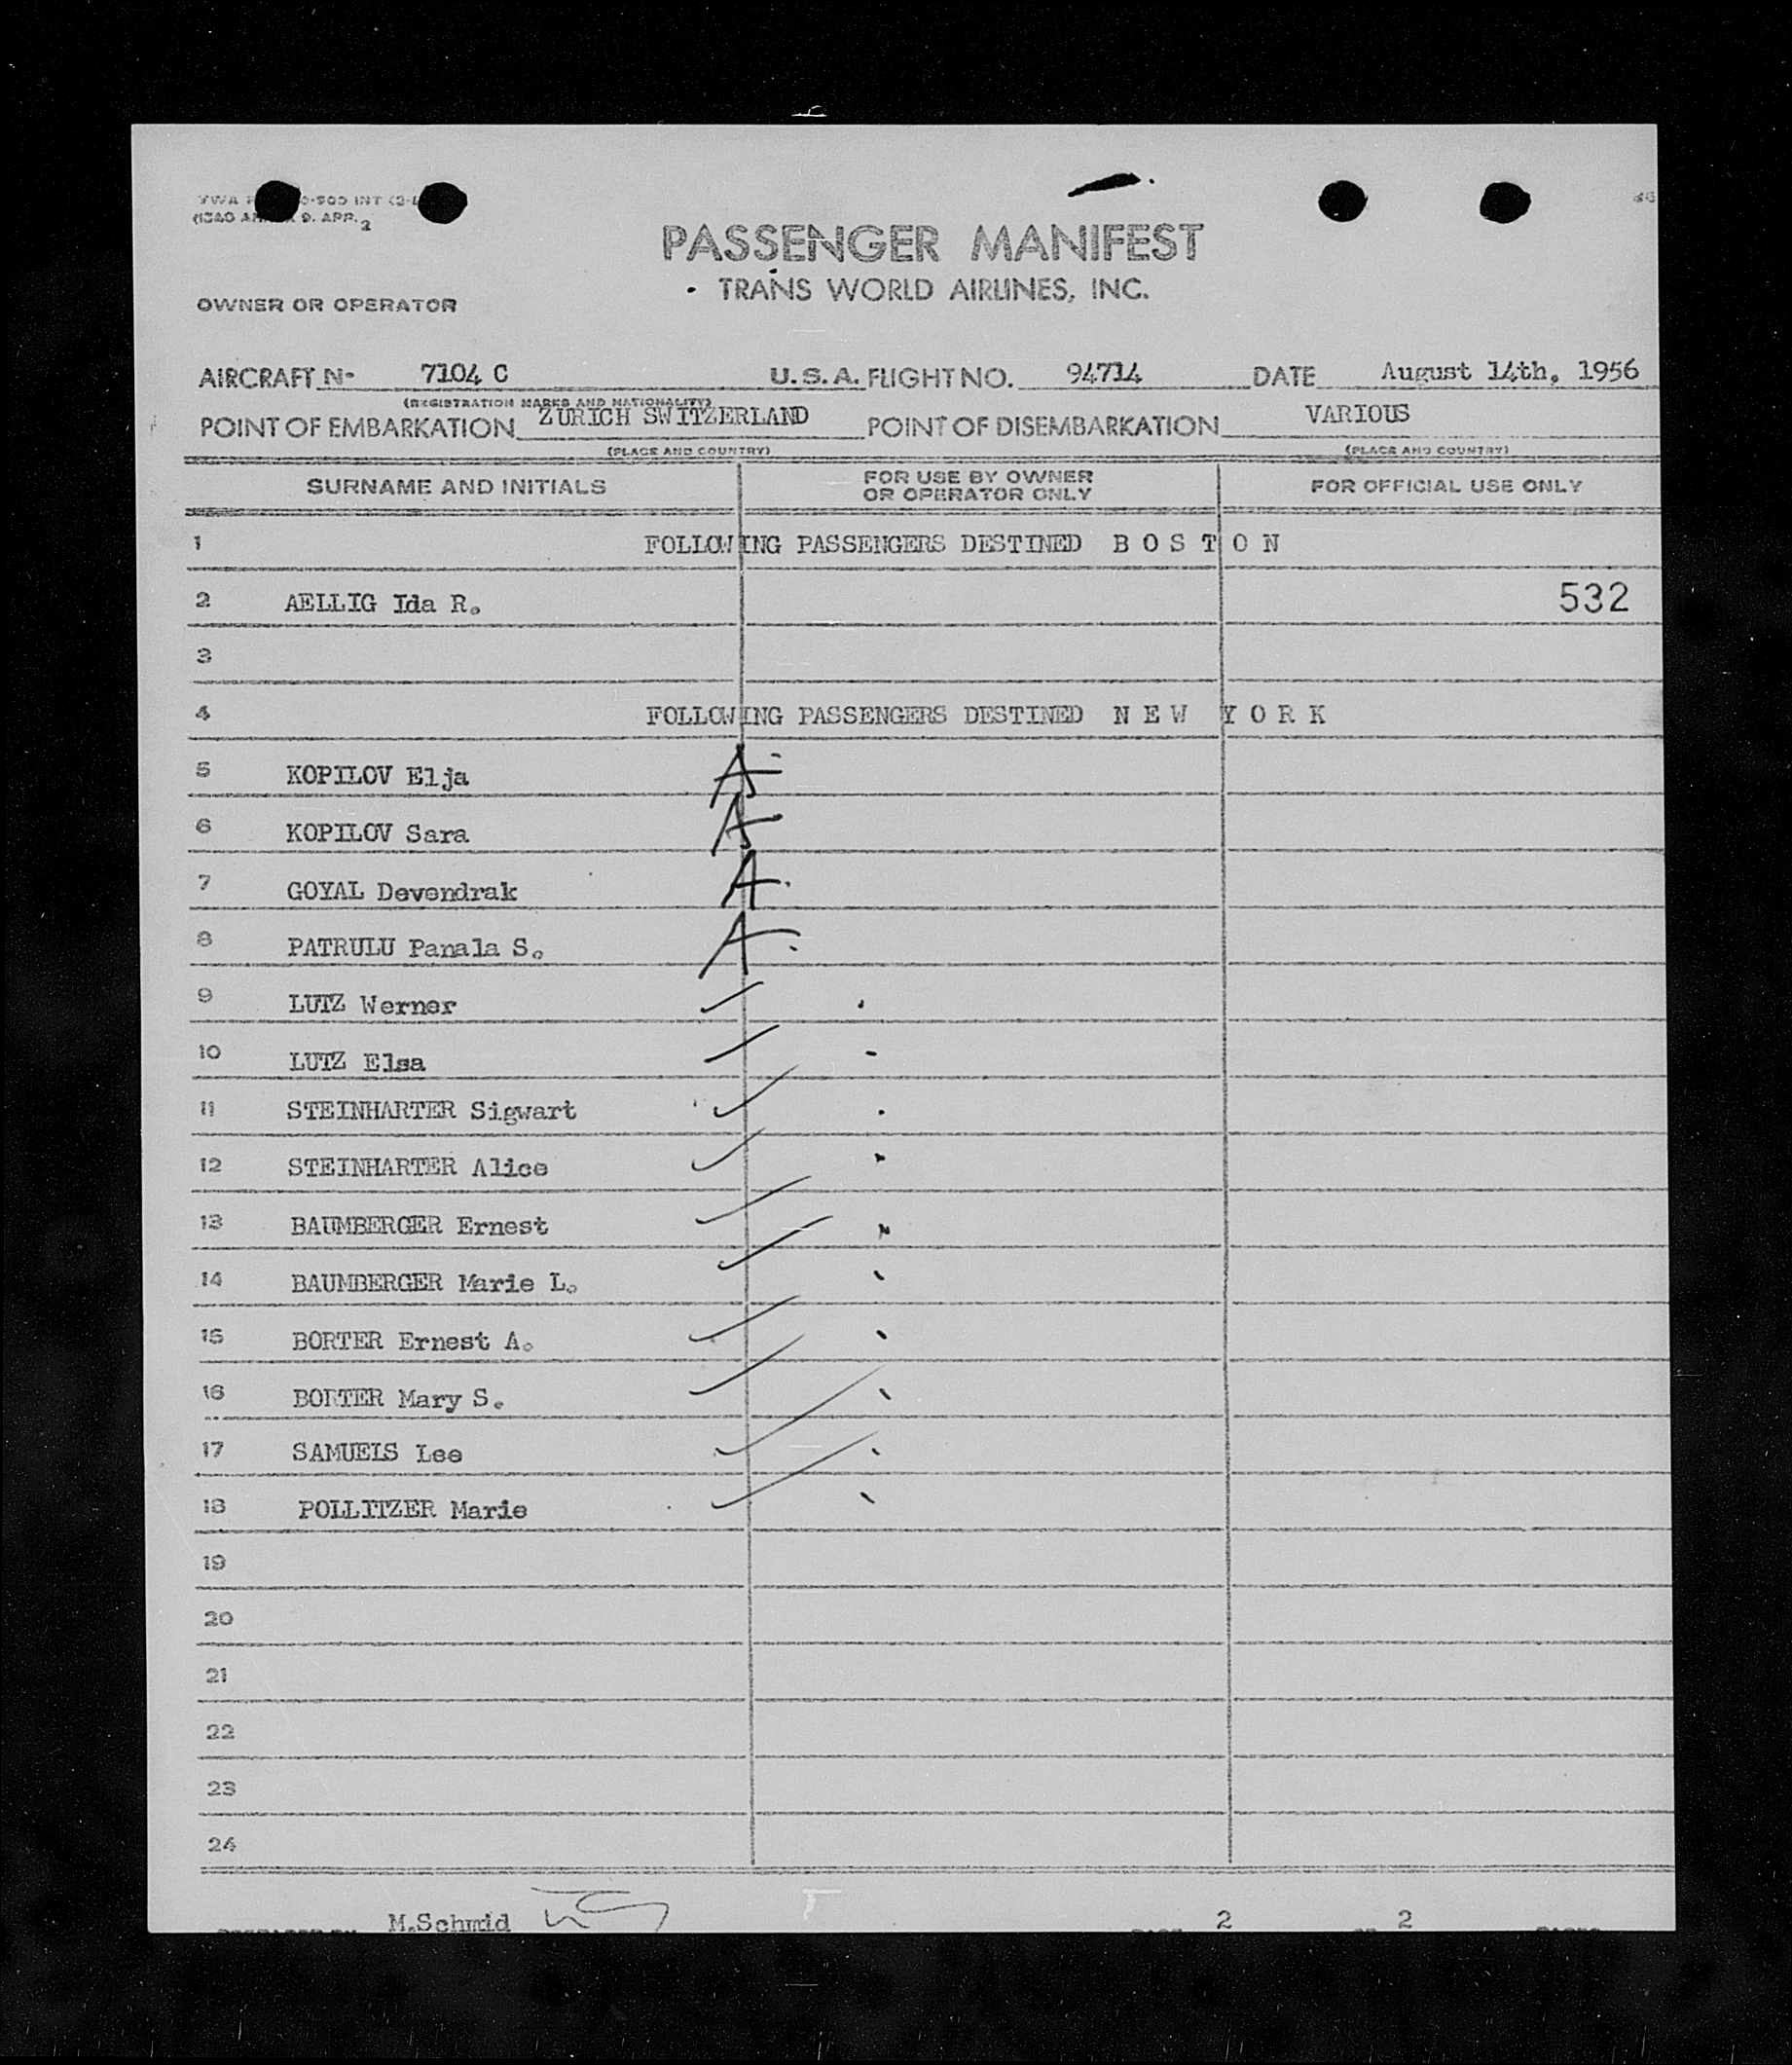 PASSENGER MANIFEST
TRANS WORLD AIRLINES, INC.
OWNER OR OPERATOR
AIRCRAFT Nº 7104 C U.S.A. FLIGHT NO. 94714 DATE August 14th, 1956
(REGISTRATION MARKS AND NATIONALITY)
POINT OF EMBARKATION ZURICH SWITZERLAND POINT OF DISEMBARKATION VARIOUS
(PLACE AND COUNTRY) (PLACE AND COUNTRY)
SURNAME AND INITIALS FOR USE BY OWNER OR OPERATOR ONLY FOR OFFICIAL USE ONLY
1 FOLLOWING PASSENGERS DESTINED B O S T O N
2 AELLIG Ida R. 532
3
4 FOLLOWING PASSENGERS DESTINED N E W Y O R K
5 KOPILOV Elja A
6 KOPILOV Sara A
7 GOYAL Devendrak A
8 PATRULU Panala S. A
9 LUTZ Werner
10 LUTZ Elsa
11 STEINHARTER Sigwart
12 STEINHARTER Alice
13 BAUMBERGER Ernest
14 BAUMBERGER Marie L.
15 BORTER Ernest A.
16 BORTER Mary S.
17 SAMUELS Lee
18 POLLITZER Marie
19
20
21
22
23
24
M.Schmid 2 2